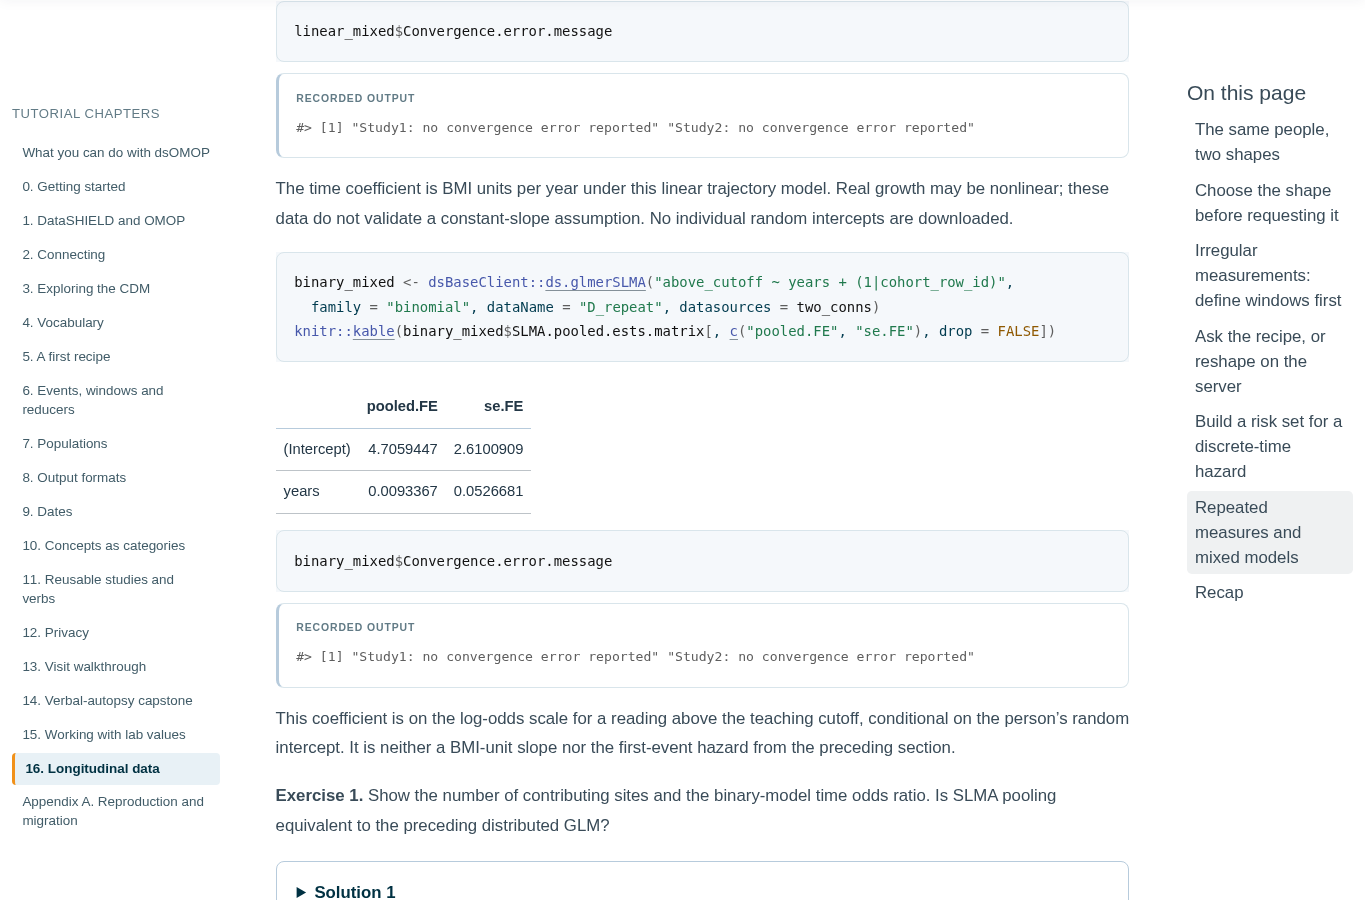 linear_mixed$Convergence.error.message
RECORDED OUTPUT
#> [1] "Study1: no convergence error reported" "Study2: no convergence error reported"
The time coefficient is BMI units per year under this linear trajectory model. Real growth may be nonlinear; these
data do not validate a constant-slope assumption. No individual random intercepts are downloaded.
binary_mixed <- dsBaseClient::ds.glmerSLMA("above_cutoff ~ years + (1|cohort_row_id)",
  family = "binomial", dataName = "D_repeat", datasources = two_conns)
knitr::kable(binary_mixed$SLMA.pooled.ests.matrix[, c("pooled.FE", "se.FE"), drop = FALSE])
pooled.FE se.FE
(Intercept) 4.7059447 2.6100909
years 0.0093367 0.0526681
binary_mixed$Convergence.error.message
RECORDED OUTPUT
#> [1] "Study1: no convergence error reported" "Study2: no convergence error reported"
This coefficient is on the log-odds scale for a reading above the teaching cutoff, conditional on the person's random
intercept. It is neither a BMI-unit slope nor the first-event hazard from the preceding section.
Exercise 1. Show the number of contributing sites and the binary-model time odds ratio. Is SLMA pooling
equivalent to the preceding distributed GLM?
Solution 1
TUTORIAL CHAPTERS
What you can do with dsOMOP
0. Getting started
1. DataSHIELD and OMOP
2. Connecting
3. Exploring the CDM
4. Vocabulary
5. A first recipe
6. Events, windows and
reducers
7. Populations
8. Output formats
9. Dates
10. Concepts as categories
11. Reusable studies and
verbs
12. Privacy
13. Visit walkthrough
14. Verbal-autopsy capstone
15. Working with lab values
16. Longitudinal data
Appendix A. Reproduction and
migration
On this page
The same people,
two shapes
Choose the shape
before requesting it
Irregular
measurements:
define windows first
Ask the recipe, or
reshape on the
server
Build a risk set for a
discrete-time
hazard
Repeated
measures and
mixed models
Recap